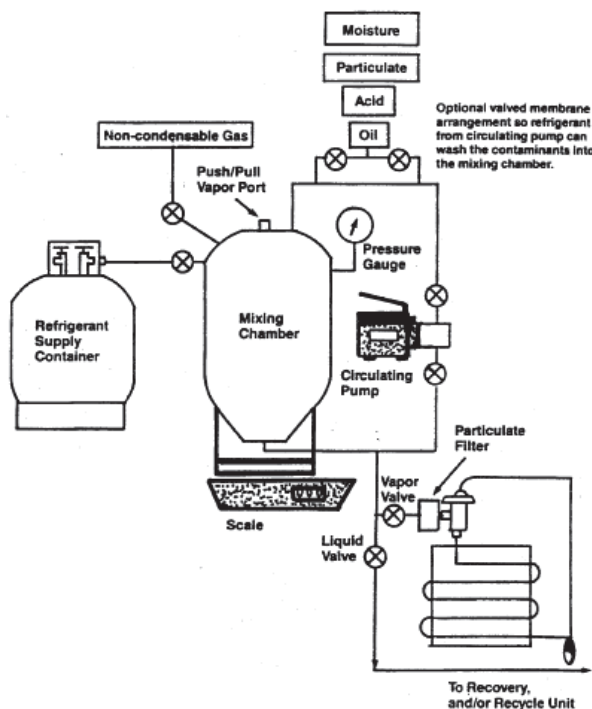 Moisture
Particulate
Acid
Oil
Optional valved membrane
arrangement so refrigerant
from circulating pump can
wash the contaminants into
the mixing chamber.
Non-condensable Gas
Push/Pull
Vapor Port
Pressure
Gauge
Refrigerant
Supply
Container
Mixing
Chamber
Circulating
Pump
Particulate
Filter
Vapor
Valve
Scale
Liquid
Valve
To Recovery,
and/or Recycle Unit